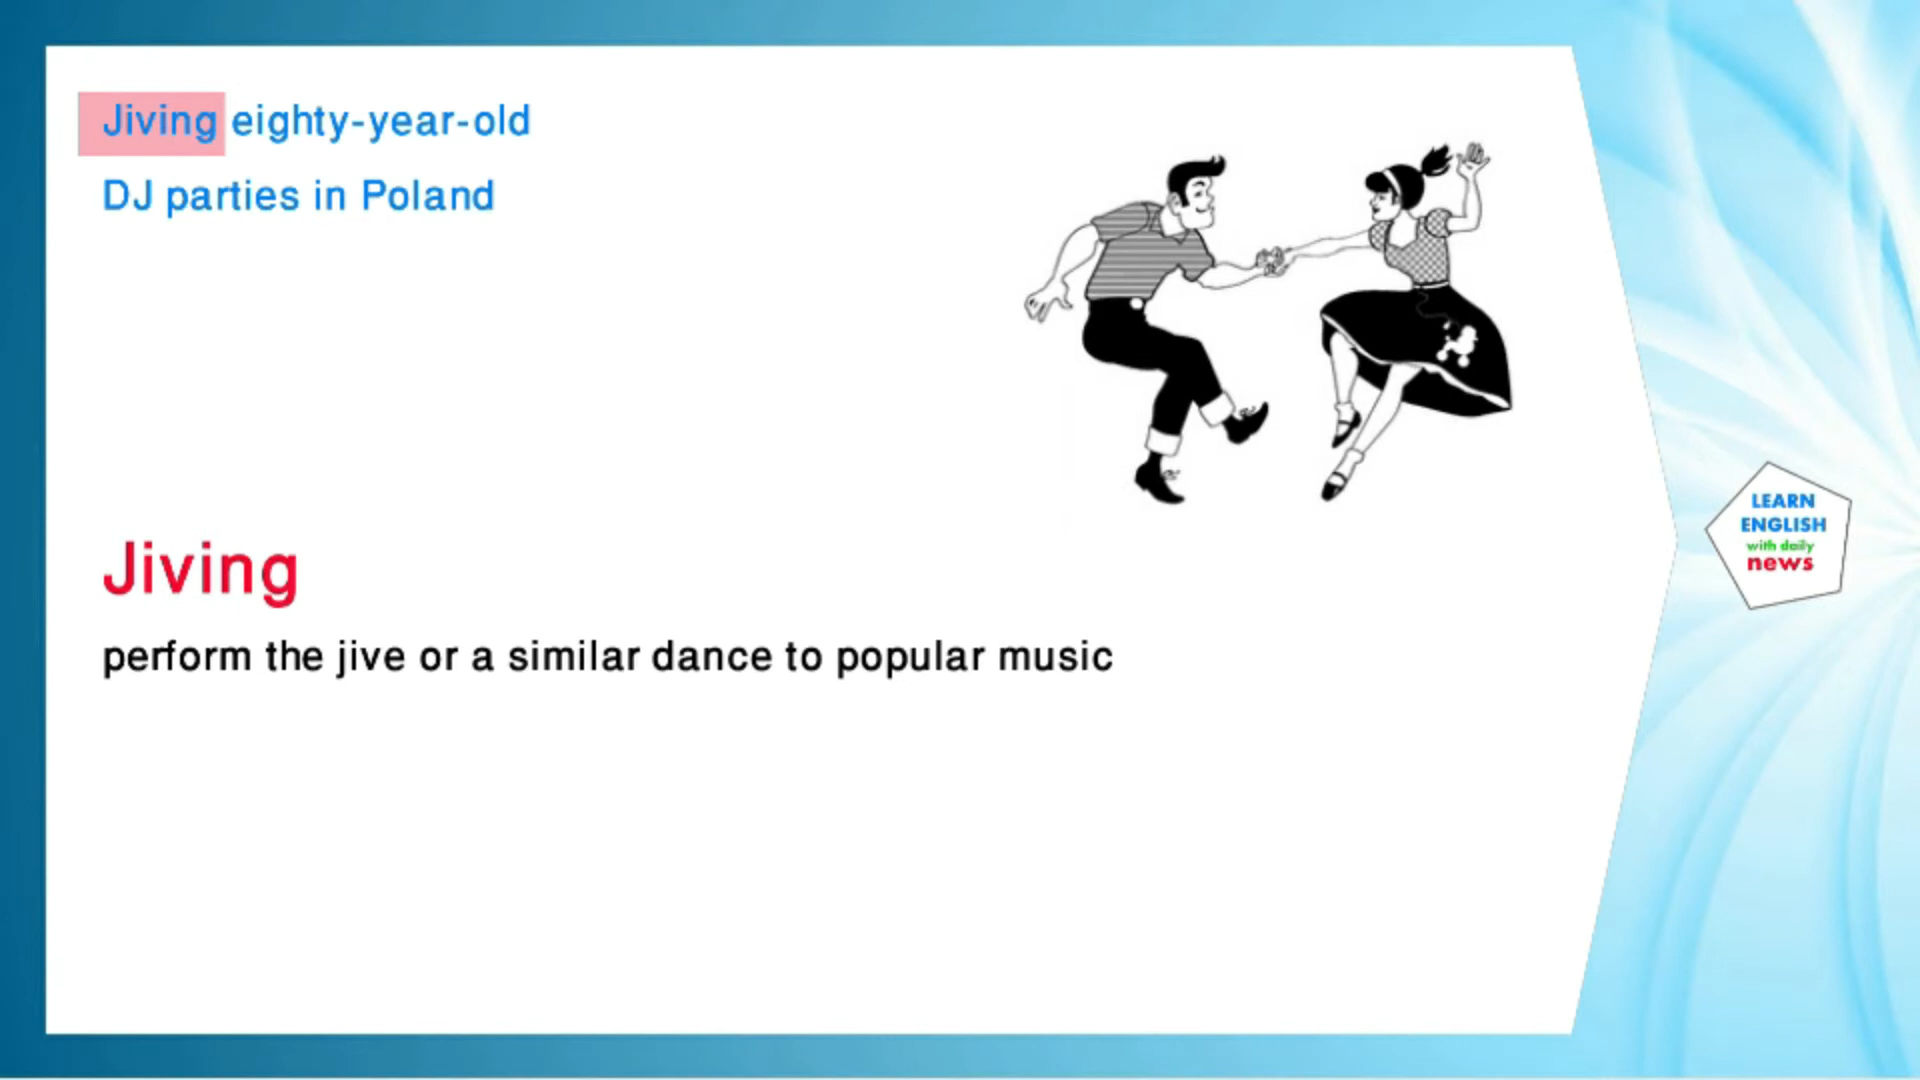 Jiving eighty-year-old
DJ parties in Poland
Jiving
perform the jive or a similar dance to popular music
LEARN
ENGLISH
with daily
news